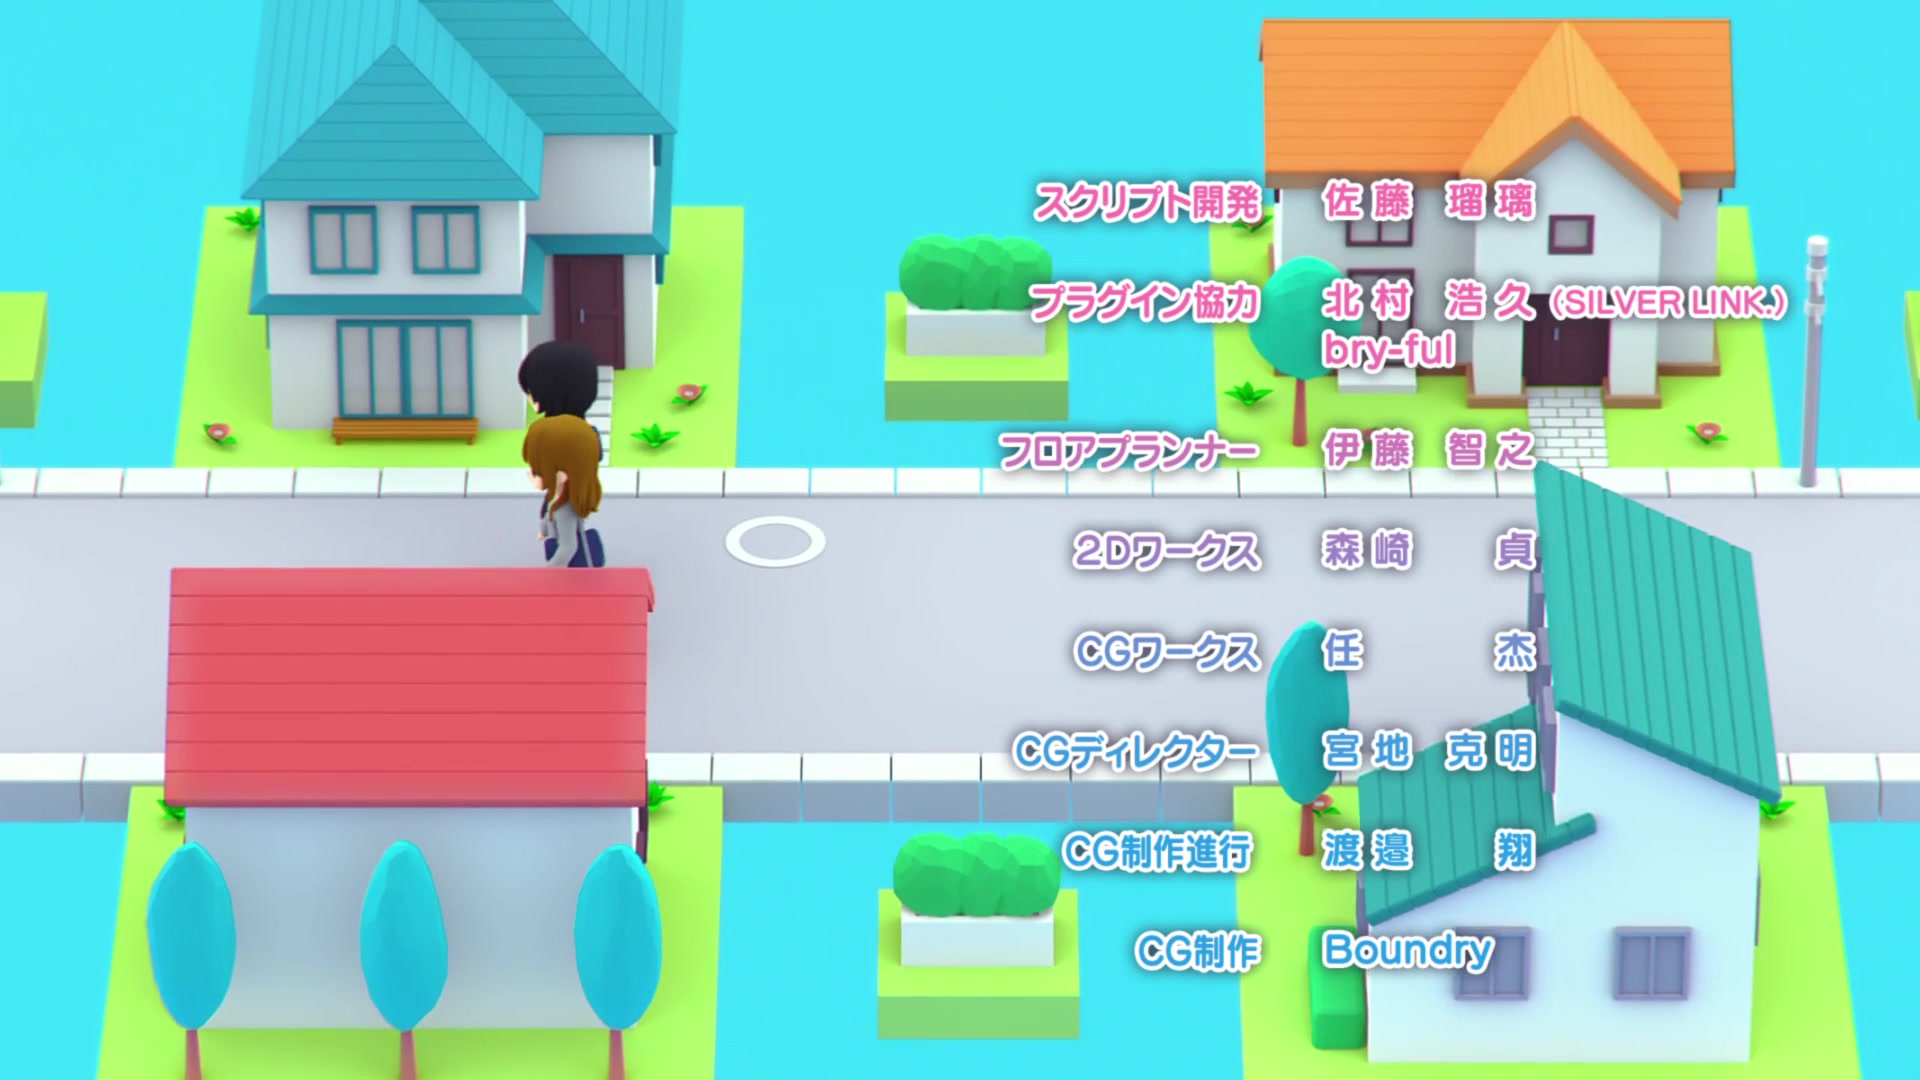 スクリプト開発 佐藤 瑠璃
プラグイン協力 北村 浩久 (SILVER LINK.)
bry-ful
フロアプランナー 伊藤 智之
2Dワークス 森崎 貞
CGワークス 任 杰
CGディレクター 宮地 克明
CG制作進行 渡邉 翔
CG制作 Boundry